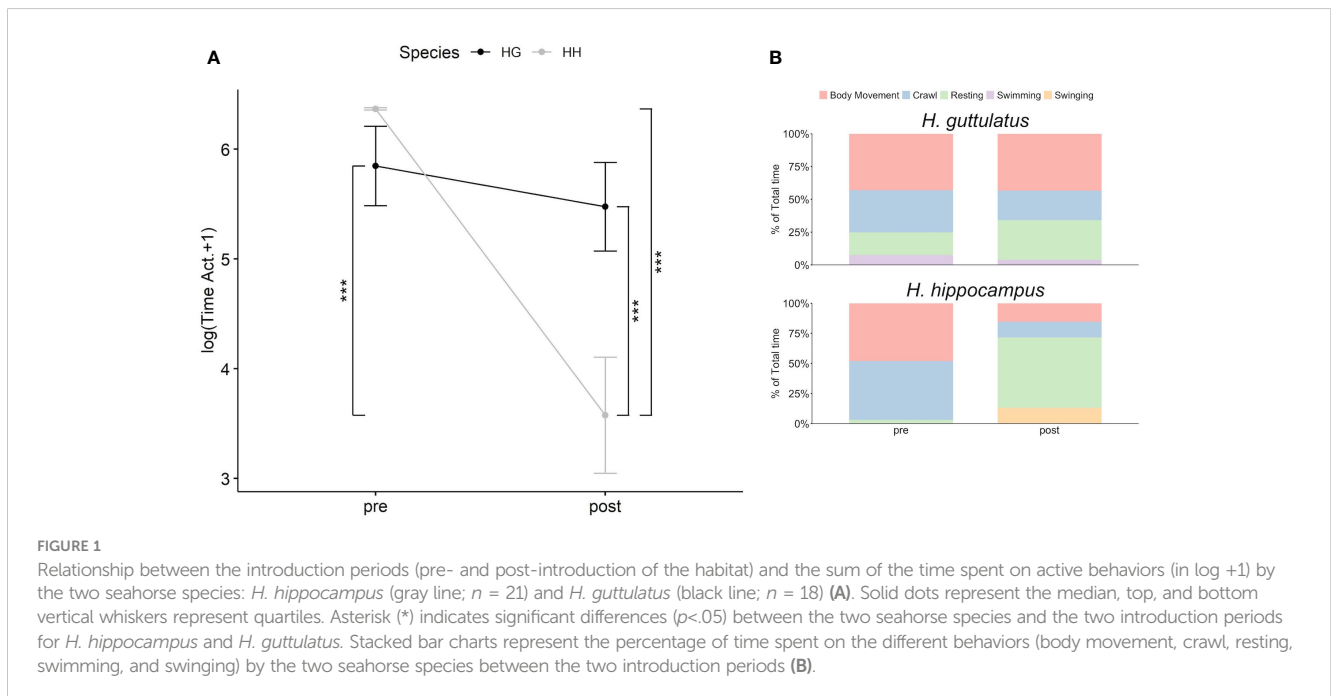 A
Species HG HH
log(Time Act.+1)
6
5
4
3
***
***
***
pre post
B
Body Movement Crawl Resting Swimming Swinging
H. guttulatus
% of Total time
100%
75%
50%
25%
0%
H. hippocampus
% of Total time
100%
75%
50%
25%
0%
pre post
FIGURE 1
Relationship between the introduction periods (pre- and post-introduction of the habitat) and the sum of the time spent on active behaviors (in log +1) by
the two seahorse species: H. hippocampus (gray line; n = 21) and H. guttulatus (black line; n = 18) (A). Solid dots represent the median, top, and bottom
vertical whiskers represent quartiles. Asterisk (*) indicates significant differences (p<.05) between the two seahorse species and the two introduction periods
for H. hippocampus and H. guttulatus. Stacked bar charts represent the percentage of time spent on the different behaviors (body movement, crawl, resting,
swimming, and swinging) by the two seahorse species between the two introduction periods (B).